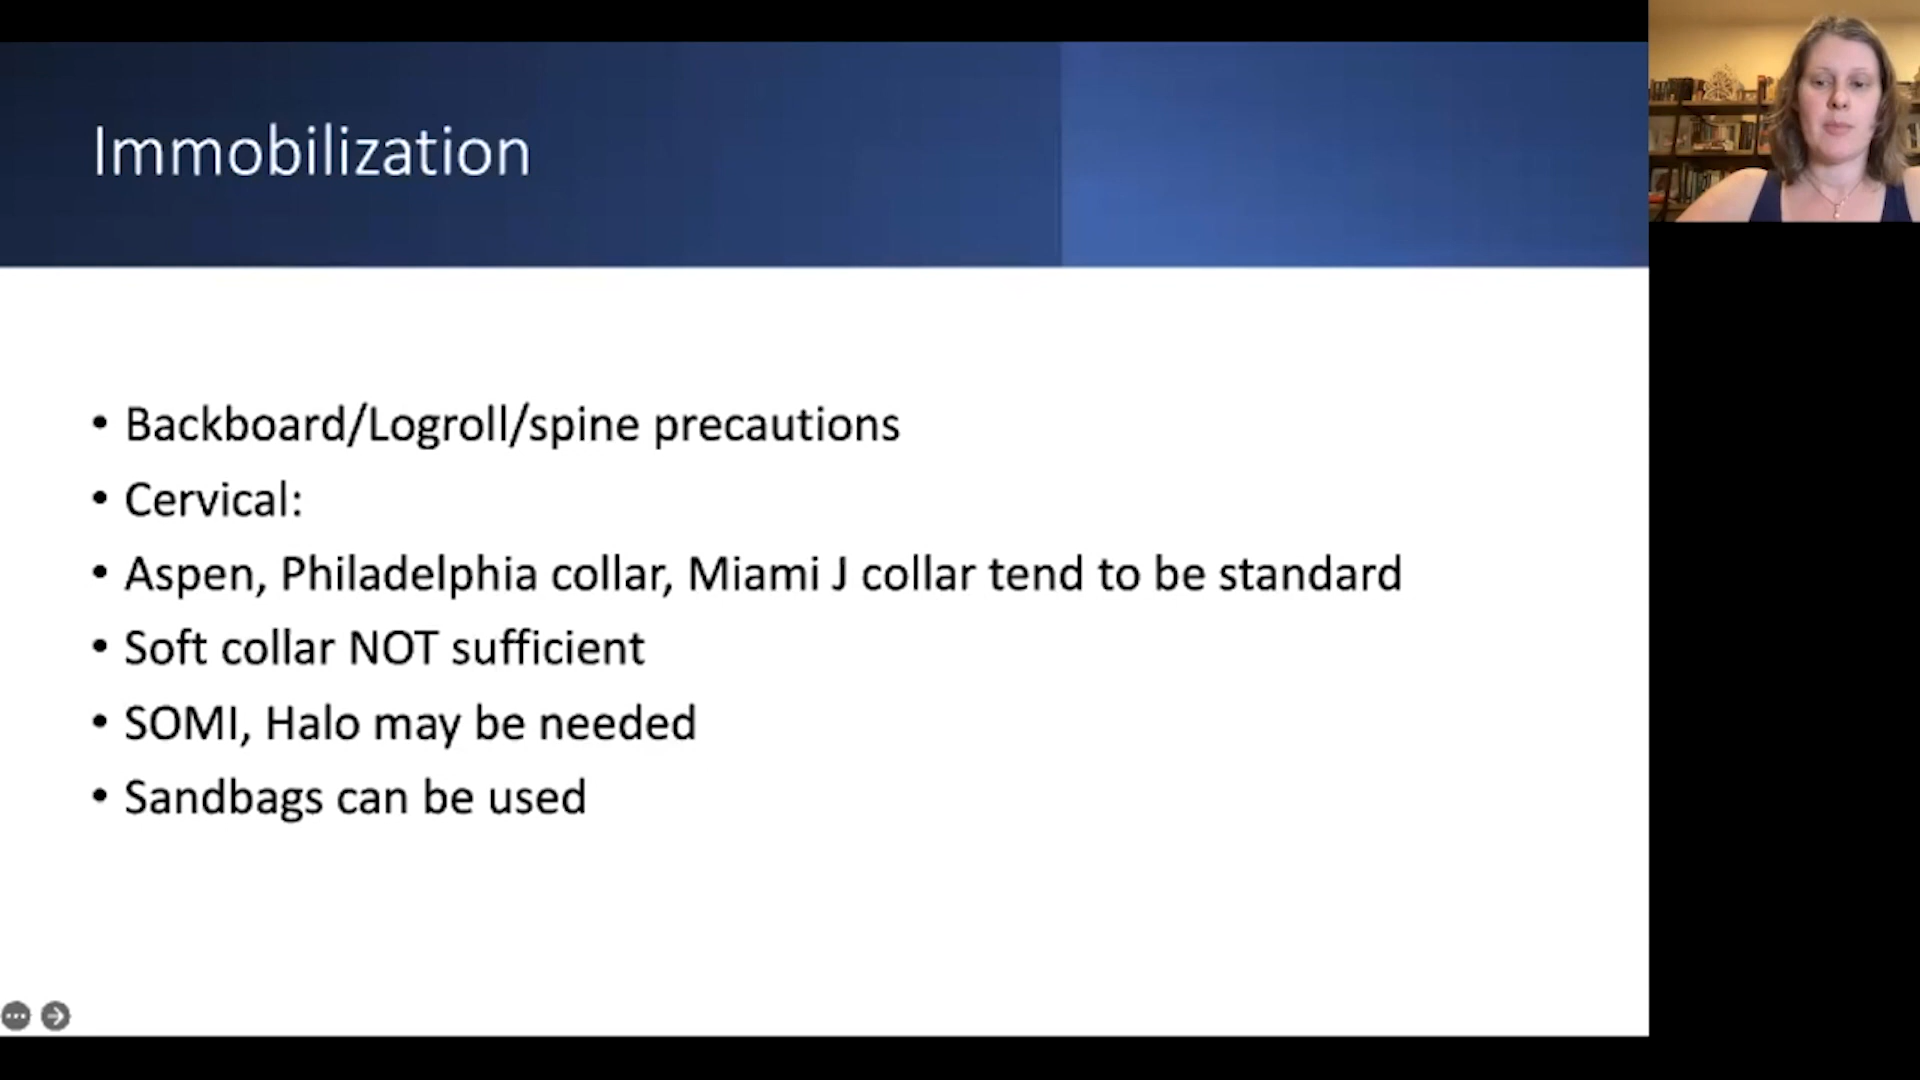 Immobilization
• Backboard/Logroll/spine precautions
• Cervical:
• Aspen, Philadelphia collar, Miami J collar tend to be standard
• Soft collar NOT sufficient
• SOMI, Halo may be needed
• Sandbags can be used